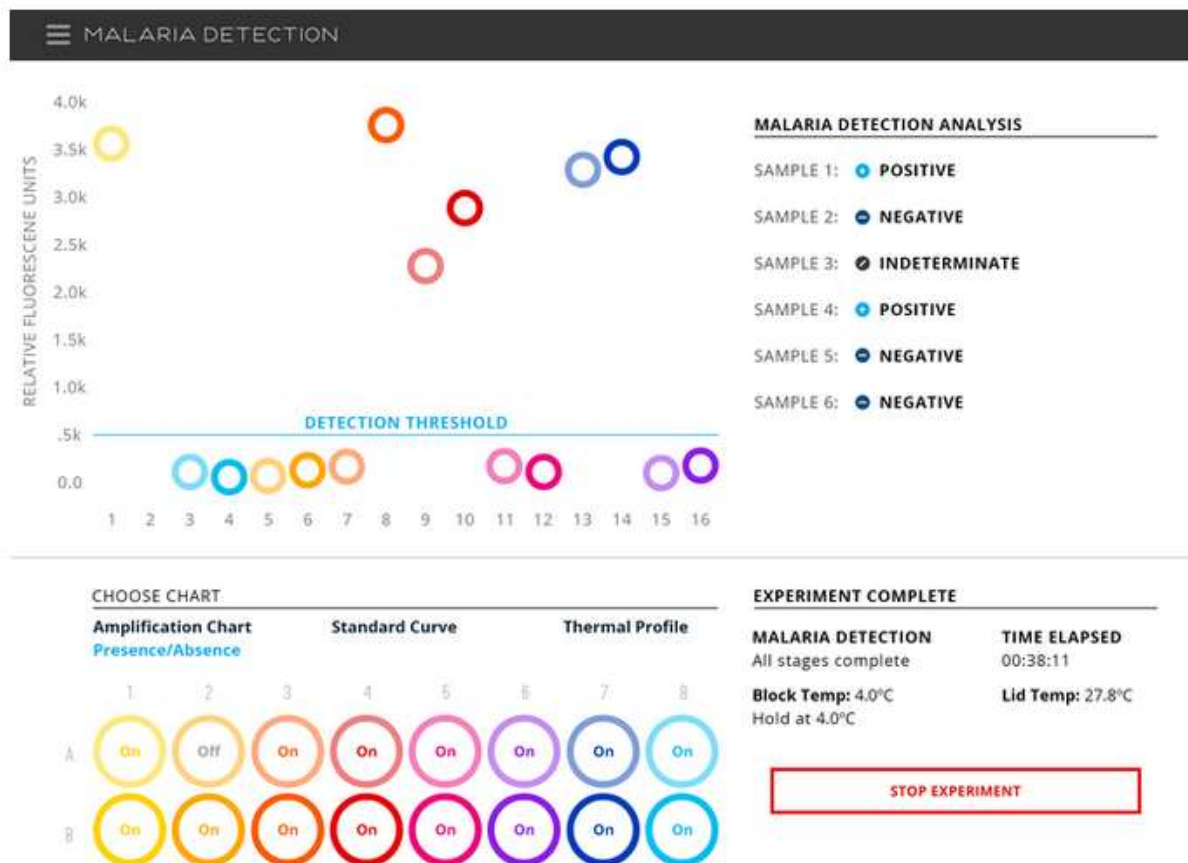 MALARIA DETECTION
RELATIVE FLUORESCENE UNITS
4.0k
3.5k
3.0k
2.5k
2.0k
1.5k
1.0k
.5k
0.0
DETECTION THRESHOLD
1 2 3 4 5 6 7 8 9 10 11 12 13 14 15 16
MALARIA DETECTION ANALYSIS
SAMPLE 1: POSITIVE
SAMPLE 2: NEGATIVE
SAMPLE 3: INDETERMINATE
SAMPLE 4: POSITIVE
SAMPLE 5: NEGATIVE
SAMPLE 6: NEGATIVE
CHOOSE CHART
Amplification Chart Standard Curve Thermal Profile
Presence/Absence
1 2 3 4 5 6 7 8
A On Off On On On On On On
B On On On On On On On On
EXPERIMENT COMPLETE
MALARIA DETECTION TIME ELAPSED
All stages complete 00:38:11
Block Temp: 4.0ºC Lid Temp: 27.8ºC
Hold at 4.0ºC
STOP EXPERIMENT